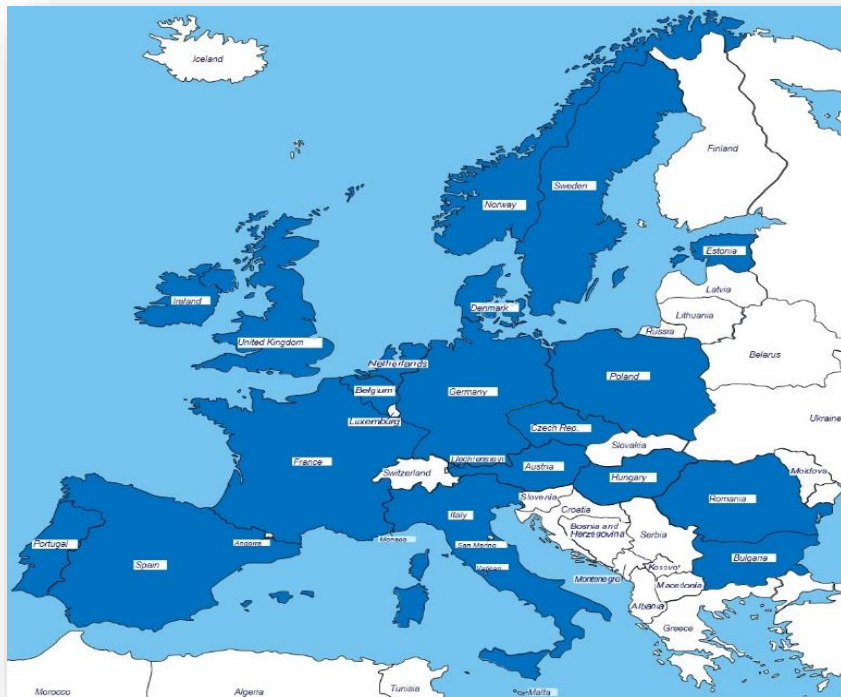 Iceland
Finland
Norway
Sweden
Estonia
Latvia
Lithuania
Russia
Belarus
Ireland
United Kingdom
Denmark
Netherlands
Belgium
Luxemburg
Germany
Poland
Ukraine
Czech Rep.
Slovakia
France
Liechtenstein
Switzerland
Austria
Hungary
Moldova
Romania
Slovenia
Croatia
Italy
Bosnia and
Herzegovina
Serbia
Portugal
Spain
Andorra
Monaco
San Marino
Vatican
Bulgaria
Kosovo*
Montenegro
Macedonia
Albania
Greece
Morocco
Algeria
Tunisia
Malta